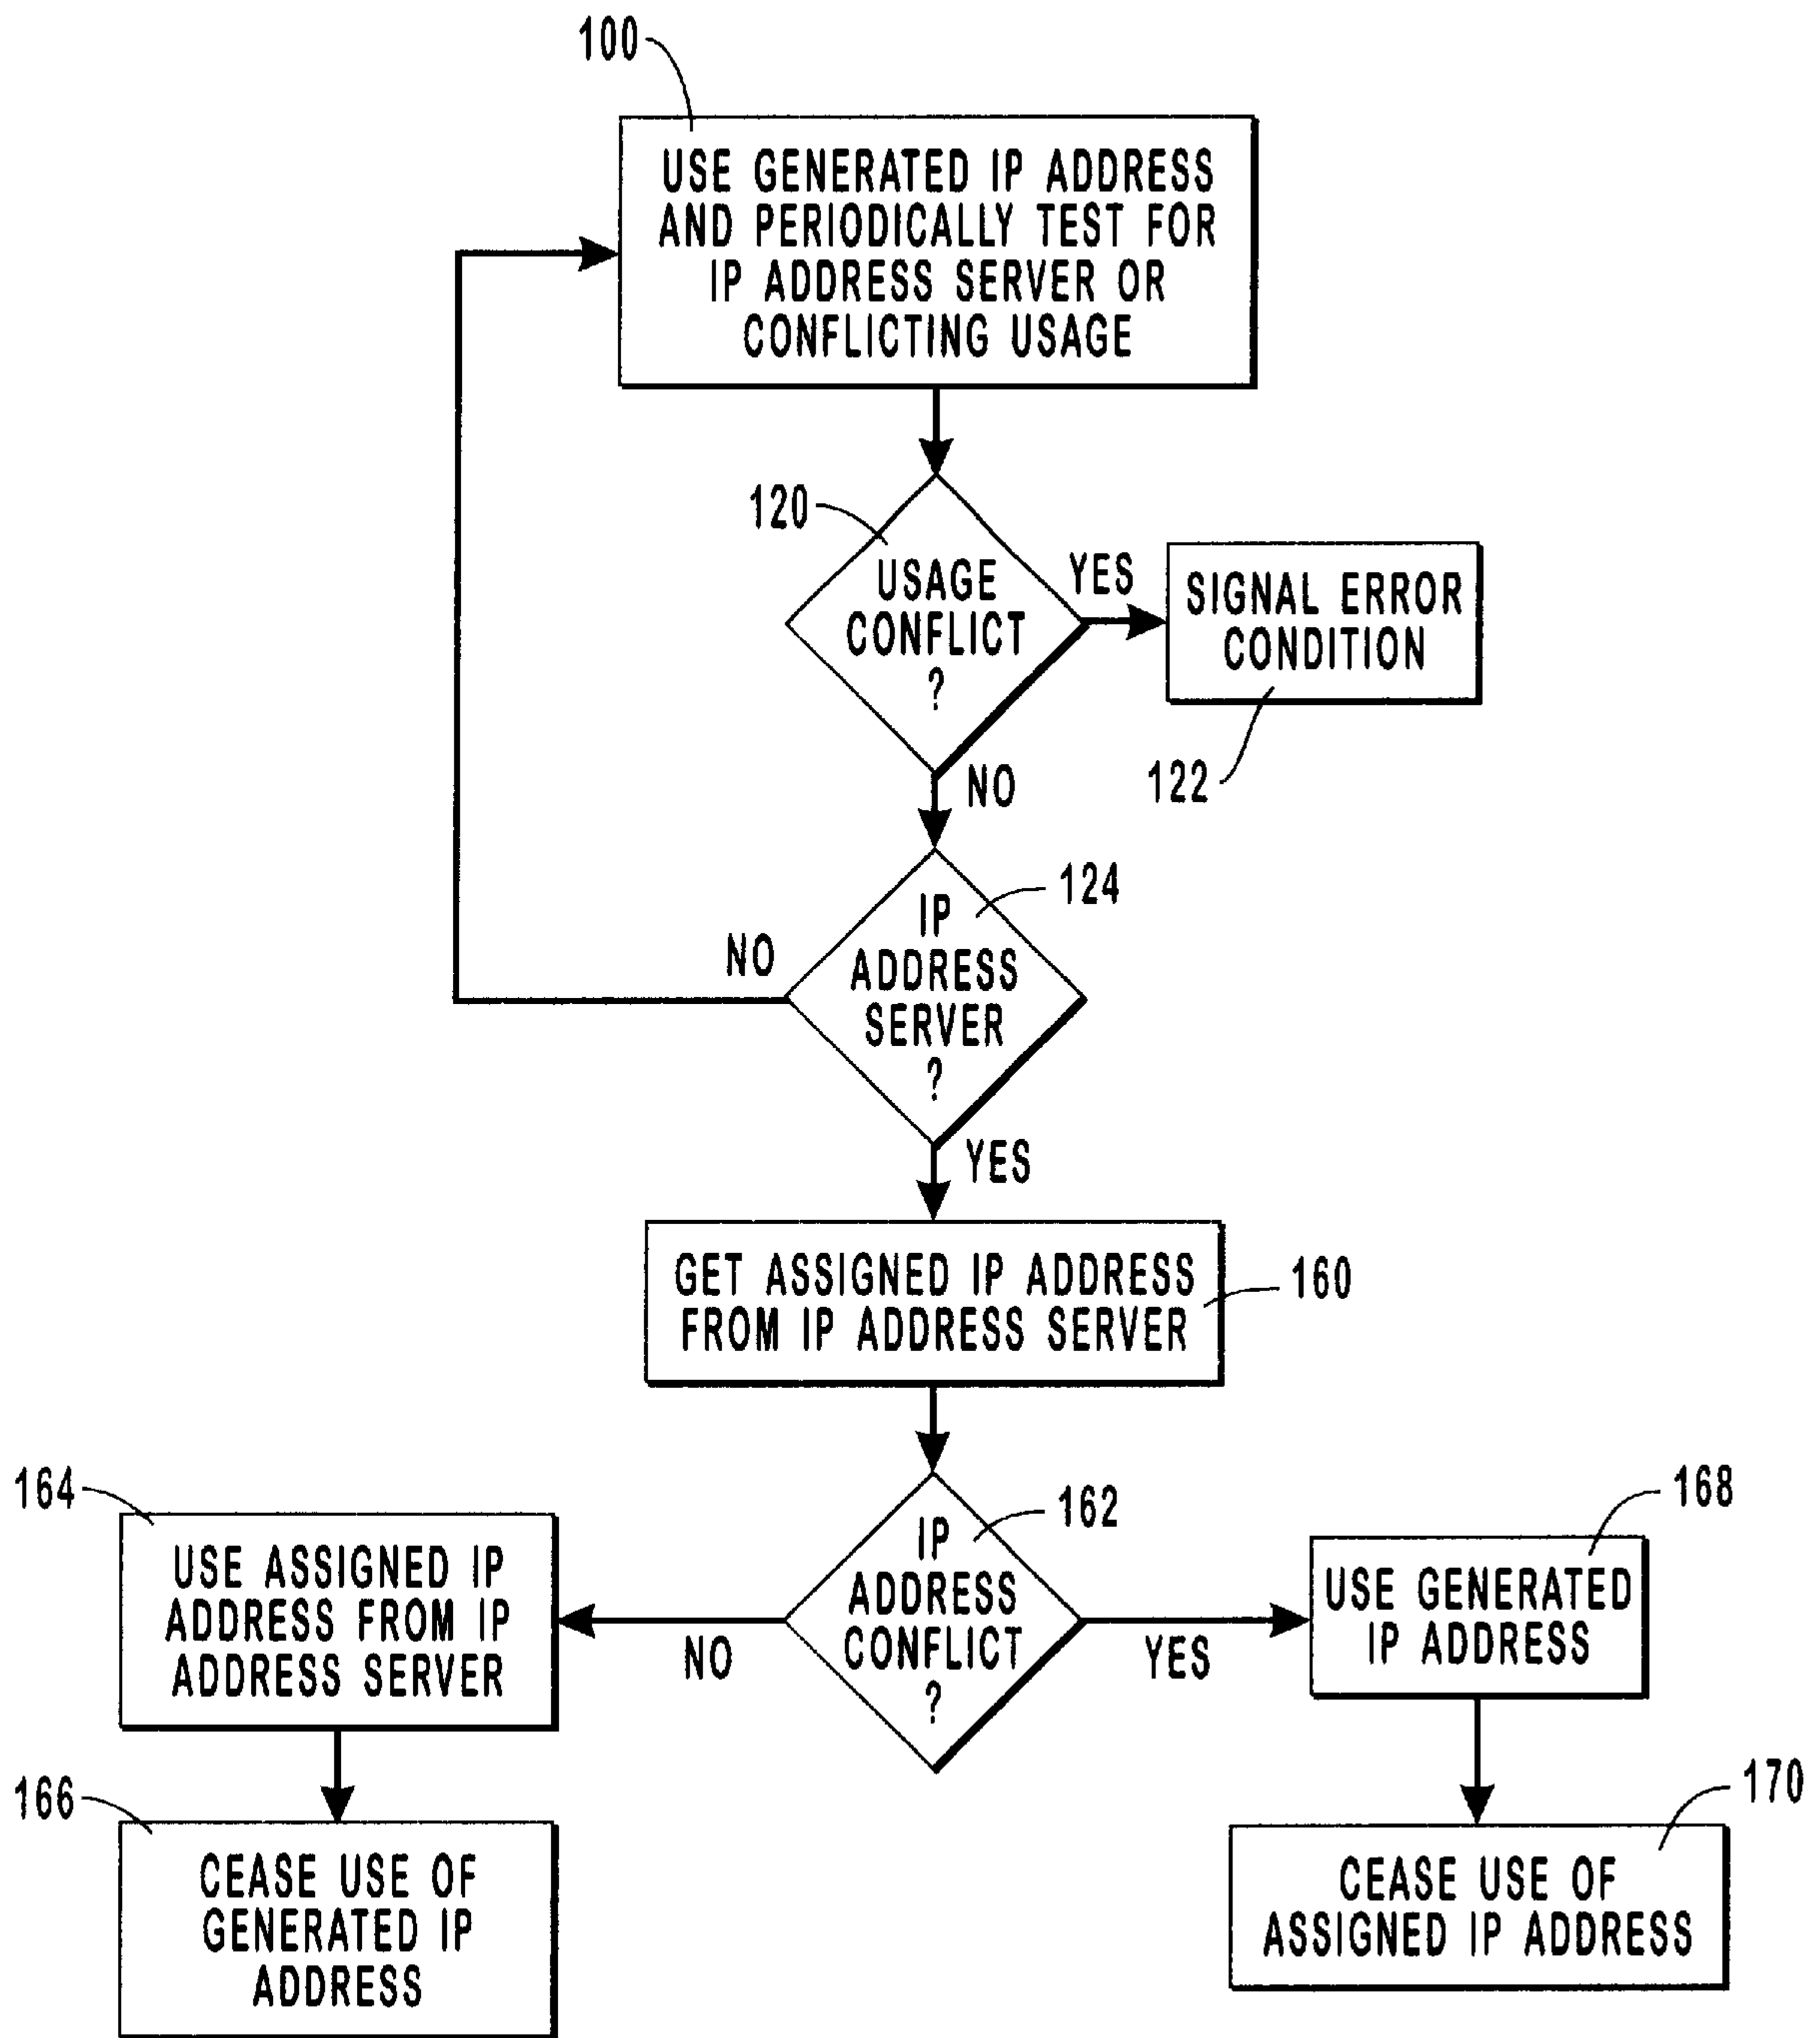 100
USE GENERATED IP ADDRESS
AND PERIODICALLY TEST FOR
IP ADDRESS SERVER OR
CONFLICTING USAGE
120
USAGE
CONFLICT
?
YES
SIGNAL ERROR
CONDITION
122
NO
124
IP
ADDRESS
SERVER
?
NO
YES
GET ASSIGNED IP ADDRESS
FROM IP ADDRESS SERVER
160
162
IP
ADDRESS
CONFLICT
?
NO
YES
164
USE ASSIGNED IP
ADDRESS FROM IP
ADDRESS SERVER
168
USE GENERATED
IP ADDRESS
166
CEASE USE OF
GENERATED IP
ADDRESS
170
CEASE USE OF
ASSIGNED IP ADDRESS